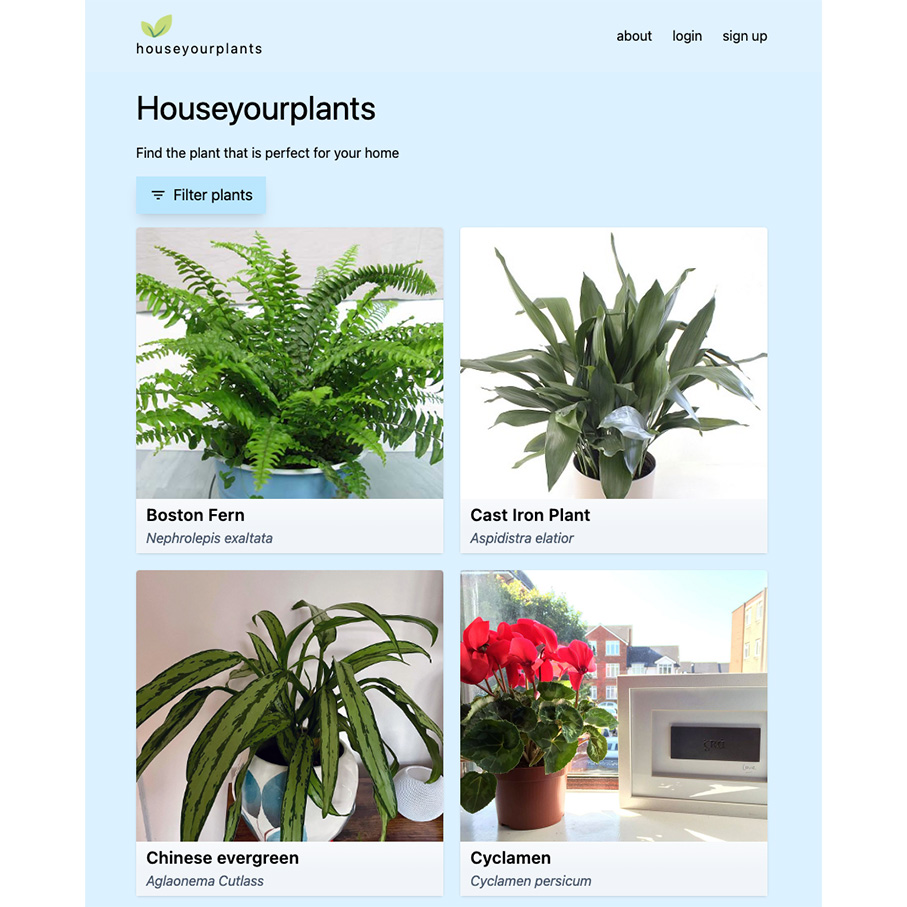 houseyourplants
about login sign up
Houseyourplants
Find the plant that is perfect for your home
Filter plants
Boston Fern
Nephrolepis exaltata
Cast Iron Plant
Aspidistra elatior
Chinese evergreen
Aglaonema Cutlass
Cyclamen
Cyclamen persicum